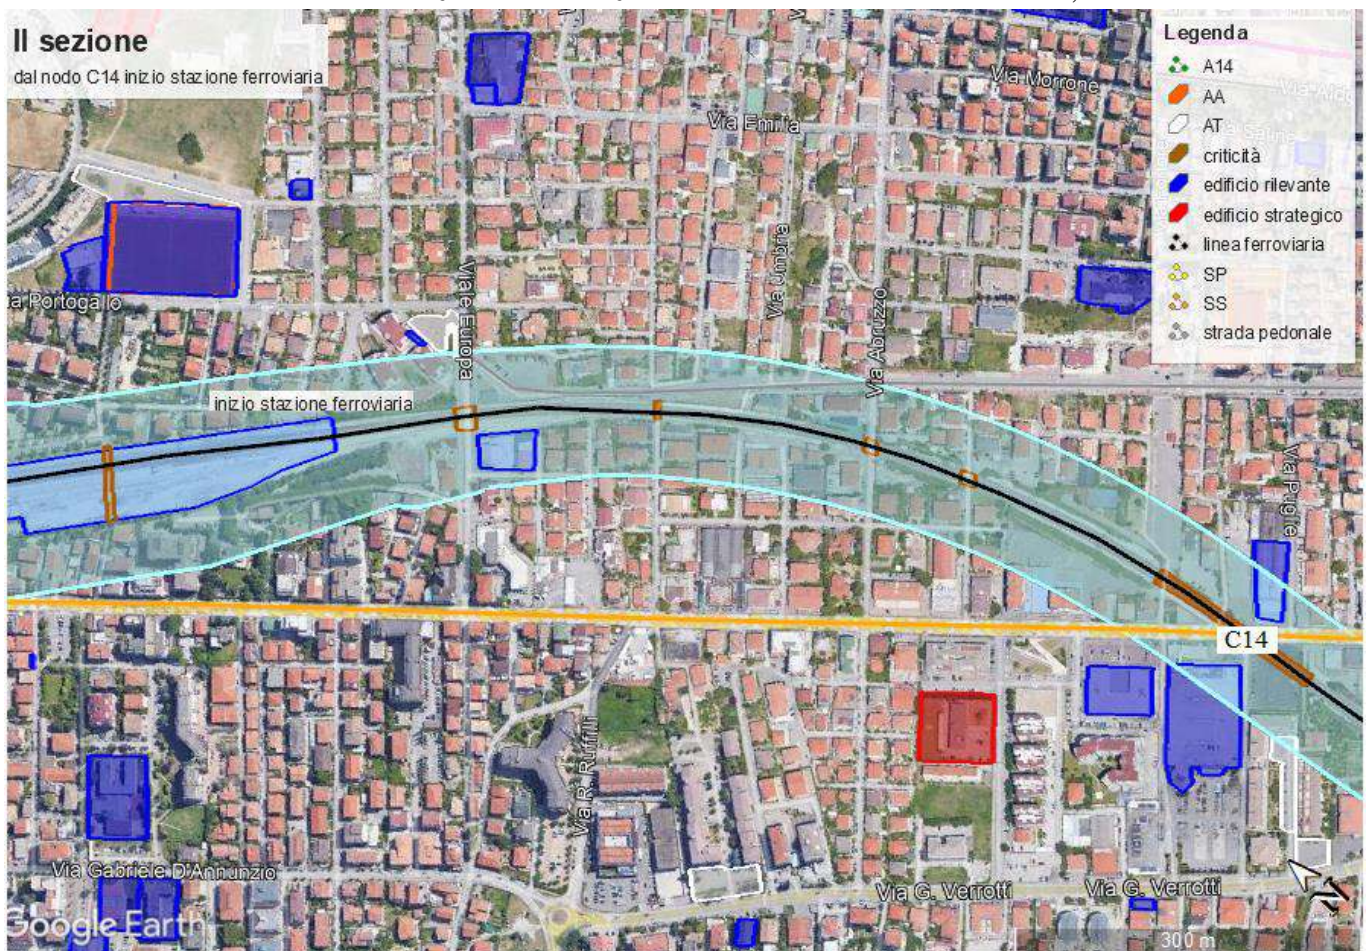 II sezione
dal nodo C14 inizio stazione ferroviaria
Legenda
A14
AA
AT
criticità
edificio rilevante
edificio strategico
linea ferroviaria
SP
SS
strada pedonale
Via Morrone
Via Emilia
Via Umbria
Viale Europa
Via Abruzzo
Portogallo
inizio stazione ferroviaria
Via Puglie
C14
Via R. Ruffilli
Via Gabriele D'Annunzio
Via G. Verrotti
Via G. Verrotti
N
Google Earth
300 m